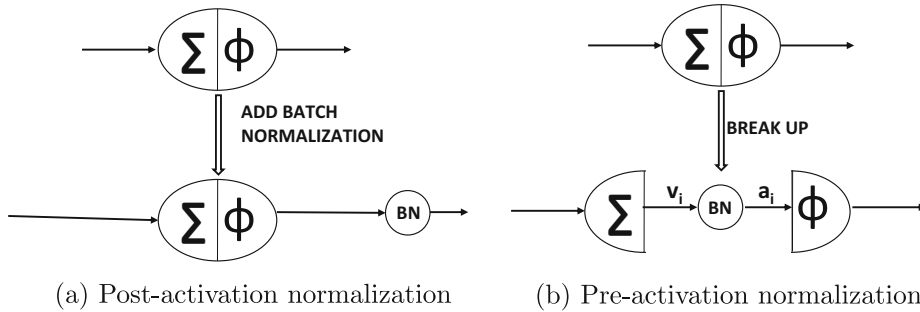 Σ Φ
ADD BATCH
NORMALIZATION
Σ Φ
BN
(a) Post-activation normalization
Σ Φ
BREAK UP
Σ
v_i
BN
a_i
Φ
(b) Pre-activation normalization